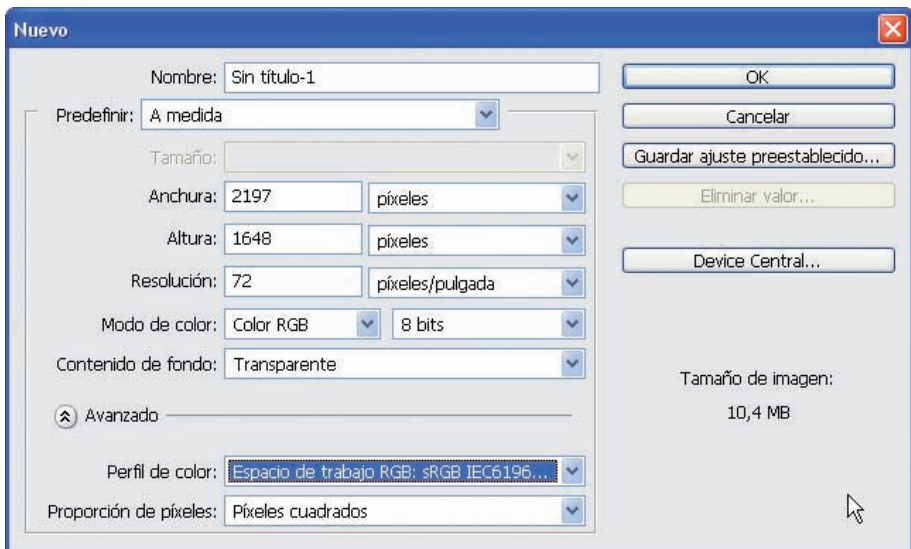 Nuevo
Nombre: Sin título-1
OK
Predefinir: A medida
Cancelar
Tamaño:
Guardar ajuste preestablecido...
Anchura: 2197 píxeles
Eliminar valor...
Altura: 1648 píxeles
Device Central...
Resolución: 72 píxeles/pulgada
Modo de color: Color RGB 8 bits
Contenido de fondo: Transparente
Tamaño de imagen:
10,4 MB
Avanzado
Perfil de color: Espacio de trabajo RGB: sRGB IEC6196...
Proporción de píxeles: Píxeles cuadrados